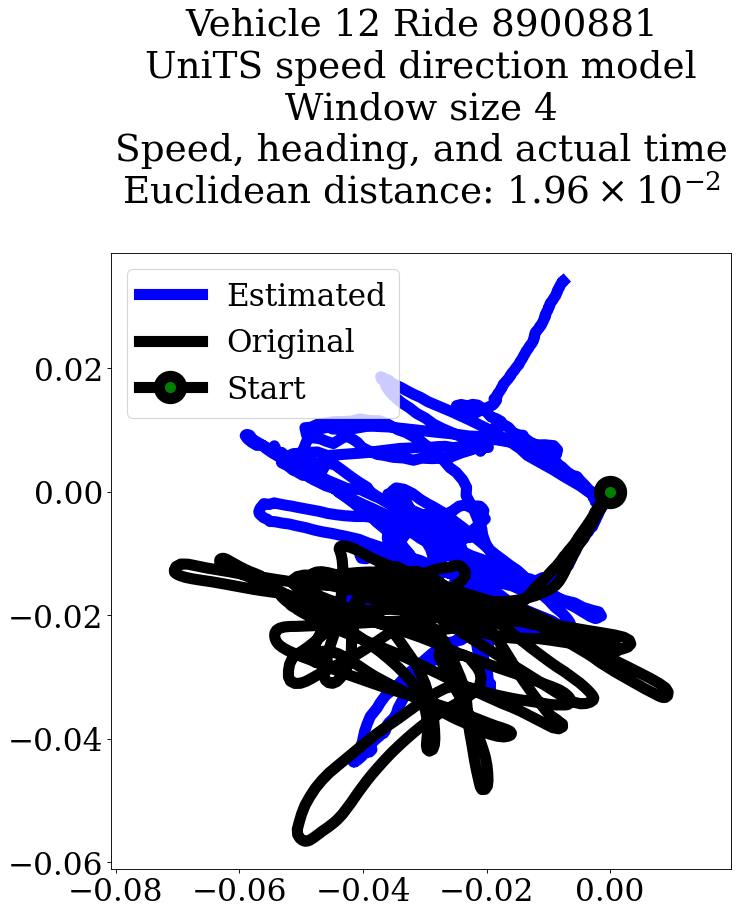 Vehicle 12 Ride 8900881
UniTS speed direction model
Window size 4
Speed, heading, and actual time
Euclidean distance: 1.96 × 10⁻²
Estimated
Original
Start
0.02
0.00
−0.02
−0.04
−0.06
−0.08 −0.06 −0.04 −0.02 0.00